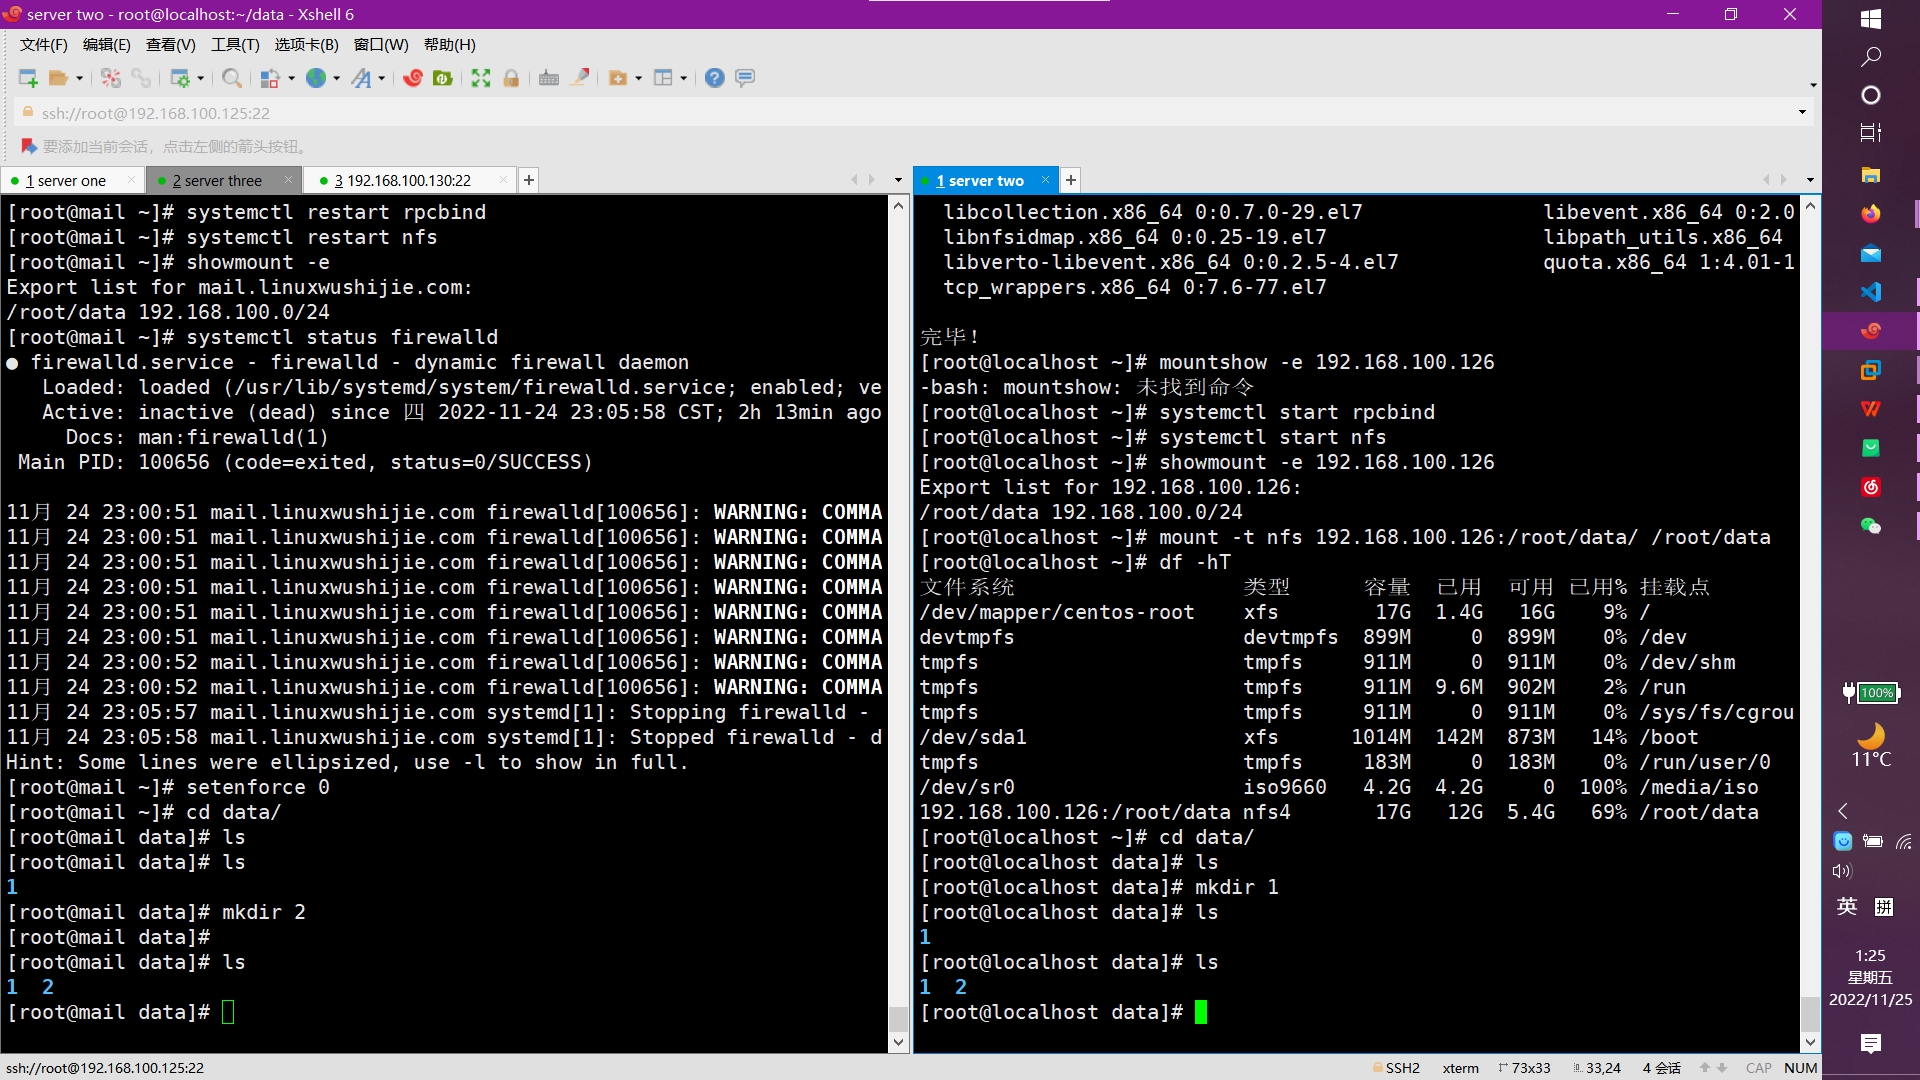 server two - root@localhost:~/data - Xshell 6
文件(F) 编辑(E) 查看(V) 工具(T) 选项卡(B) 窗口(W) 帮助(H)
ssh://root@192.168.100.125:22
要添加当前会话，点击左侧的箭头按钮。
1 server one
2 server three
3 192.168.100.130:22
[root@mail ~]# systemctl restart rpcbind
[root@mail ~]# systemctl restart nfs
[root@mail ~]# showmount -e
Export list for mail.linuxwushijie.com:
/root/data 192.168.100.0/24
[root@mail ~]# systemctl status firewalld
● firewalld.service - firewalld - dynamic firewall daemon
Loaded: loaded (/usr/lib/systemd/system/firewalld.service; enabled; ve
Active: inactive (dead) since 四 2022-11-24 23:05:58 CST; 2h 13min ago
Docs: man:firewalld(1)
Main PID: 100656 (code=exited, status=0/SUCCESS)
11月 24 23:00:51 mail.linuxwushijie.com firewalld[100656]: WARNING: COMMA
11月 24 23:00:51 mail.linuxwushijie.com firewalld[100656]: WARNING: COMMA
11月 24 23:00:51 mail.linuxwushijie.com firewalld[100656]: WARNING: COMMA
11月 24 23:00:51 mail.linuxwushijie.com firewalld[100656]: WARNING: COMMA
11月 24 23:00:51 mail.linuxwushijie.com firewalld[100656]: WARNING: COMMA
11月 24 23:00:51 mail.linuxwushijie.com firewalld[100656]: WARNING: COMMA
11月 24 23:00:52 mail.linuxwushijie.com firewalld[100656]: WARNING: COMMA
11月 24 23:00:52 mail.linuxwushijie.com firewalld[100656]: WARNING: COMMA
11月 24 23:05:57 mail.linuxwushijie.com systemd[1]: Stopping firewalld -
11月 24 23:05:58 mail.linuxwushijie.com systemd[1]: Stopped firewalld - d
Hint: Some lines were ellipsized, use -l to show in full.
[root@mail ~]# setenforce 0
[root@mail ~]# cd data/
[root@mail data]# ls
[root@mail data]# ls
1
[root@mail data]# mkdir 2
[root@mail data]#
[root@mail data]# ls
1 2
[root@mail data]#
1 server two
libcollection.x86_64 0:0.7.0-29.el7 libevent.x86_64 0:2.0
libnfsidmap.x86_64 0:0.25-19.el7 libpath_utils.x86_64
libverto-libevent.x86_64 0:0.2.5-4.el7 quota.x86_64 1:4.01-1
tcp_wrappers.x86_64 0:7.6-77.el7
完毕！
[root@localhost ~]# mountshow -e 192.168.100.126
-bash: mountshow: 未找到命令
[root@localhost ~]# systemctl start rpcbind
[root@localhost ~]# systemctl start nfs
[root@localhost ~]# showmount -e 192.168.100.126
Export list for 192.168.100.126:
/root/data 192.168.100.0/24
[root@localhost ~]# mount -t nfs 192.168.100.126:/root/data/ /root/data
[root@localhost ~]# df -hT
文件系统 类型 容量 已用 可用 已用% 挂载点
/dev/mapper/centos-root xfs 17G 1.4G 16G 9% /
devtmpfs devtmpfs 899M 0 899M 0% /dev
tmpfs tmpfs 911M 0 911M 0% /dev/shm
tmpfs tmpfs 911M 9.6M 902M 2% /run
tmpfs tmpfs 911M 0 911M 0% /sys/fs/cgrou
/dev/sda1 xfs 1014M 142M 873M 14% /boot
tmpfs tmpfs 183M 0 183M 0% /run/user/0
/dev/sr0 iso9660 4.2G 4.2G 0 100% /media/iso
192.168.100.126:/root/data nfs4 17G 12G 5.4G 69% /root/data
[root@localhost ~]# cd data/
[root@localhost data]# ls
[root@localhost data]# mkdir 1
[root@localhost data]# ls
1
[root@localhost data]# ls
1 2
[root@localhost data]#
ssh://root@192.168.100.125:22 SSH2 xterm 73x33 33,24 4 会话 CAP NUM
100%
11°C
英 拼
1:25
星期五
2022/11/25